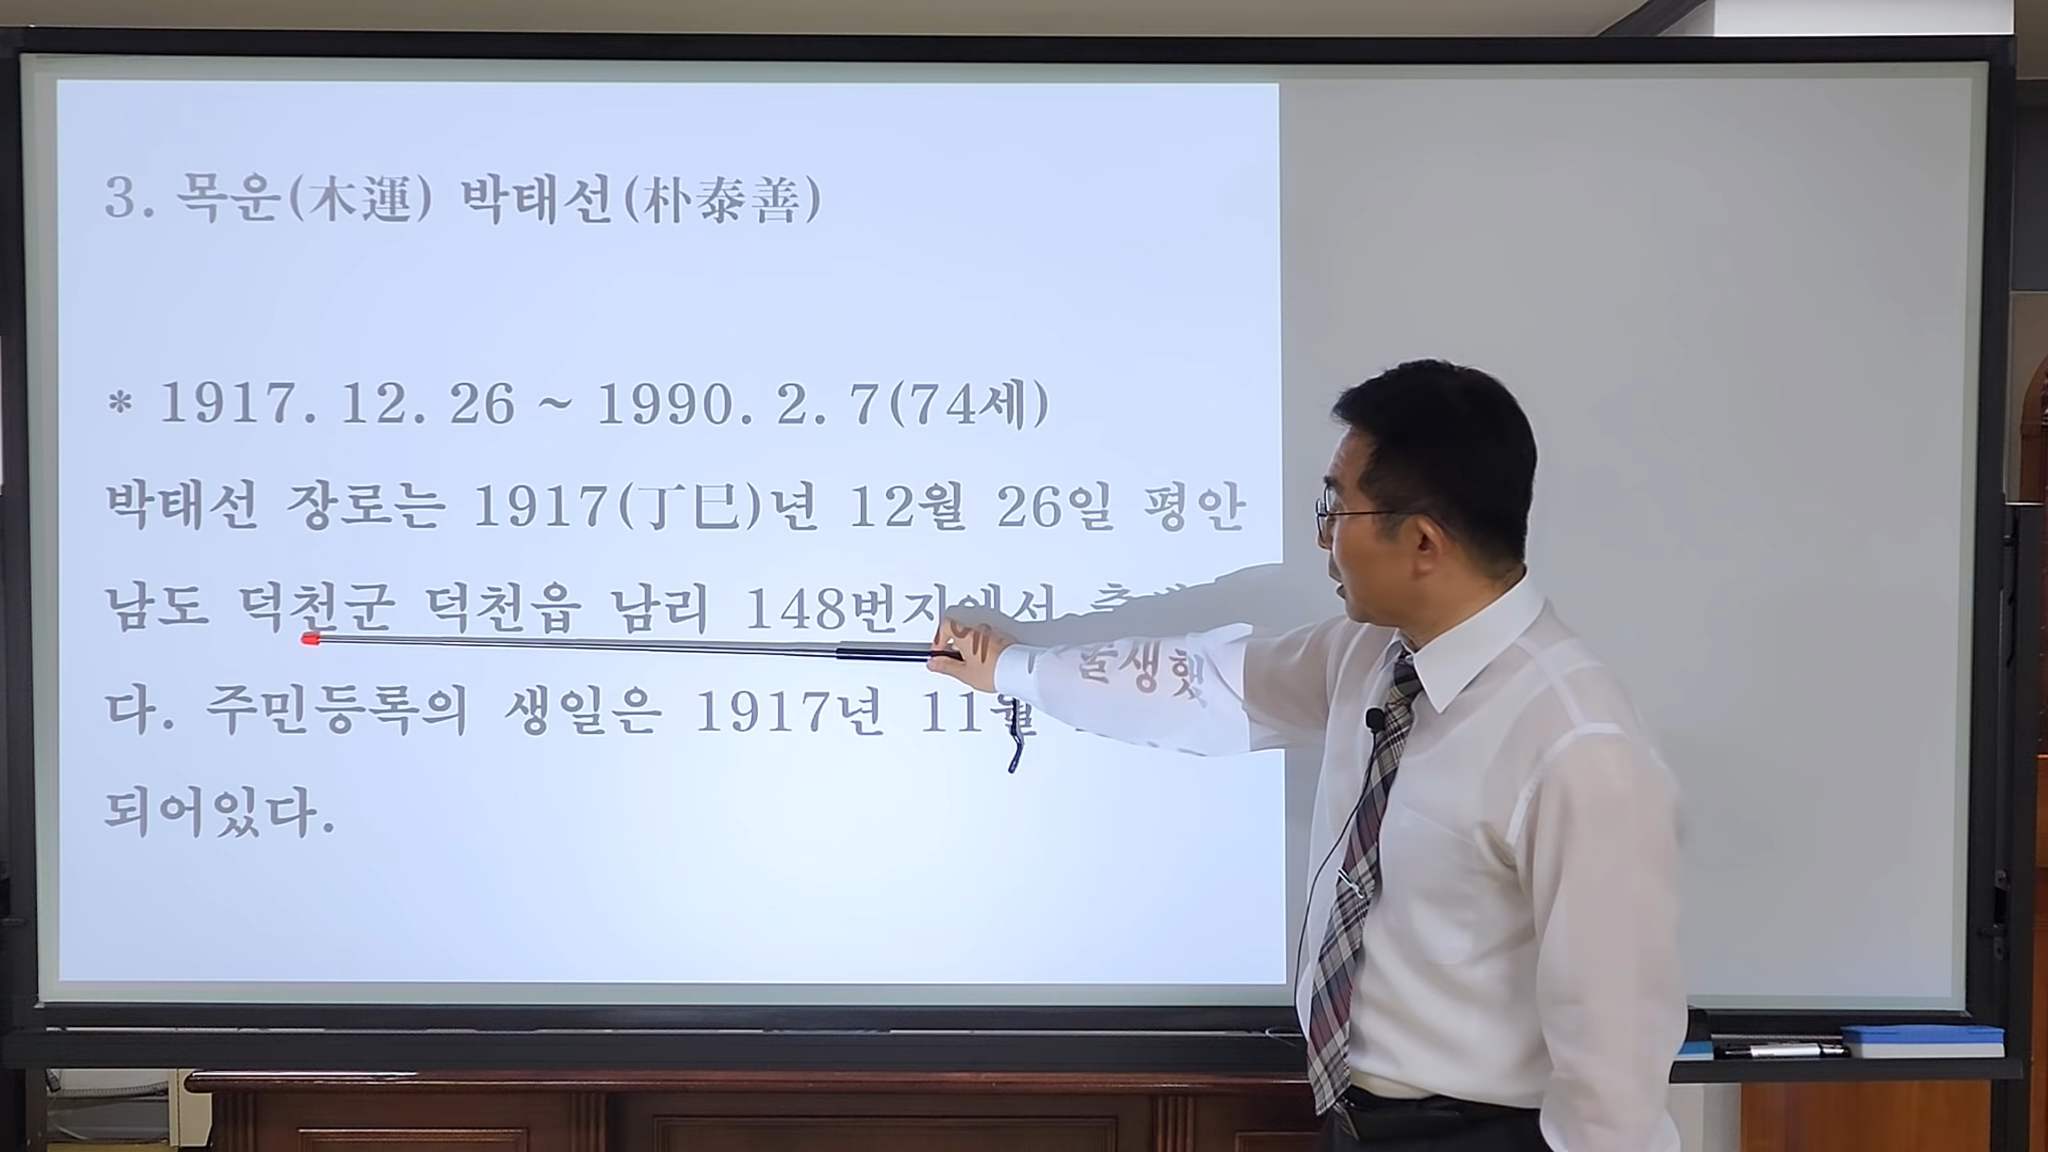 3. 목운(木運) 박태선(朴泰善)
* 1917. 12. 26 ~ 1990. 2. 7(74세)
박태선 장로는 1917(丁巳)년 12월 26일 평안
남도 덕천군 덕천읍 남리 148번지에서 출생했
다. 주민등록의 생일은 1917년 11월
되어있다.